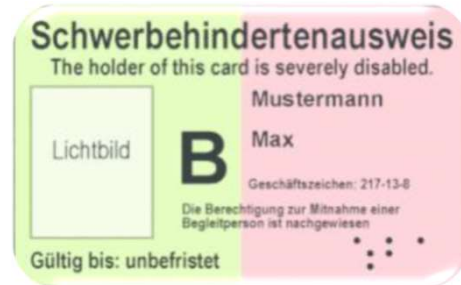 Schwerbehindertenausweis
The holder of this card is severely disabled.
Mustermann
Lichtbild
B
Max
Geschäftszeichen: 217-13-8
Die Berechtigung zur Mitnahme einer
Begleitperson ist nachgewiesen
Gültig bis: unbefristet